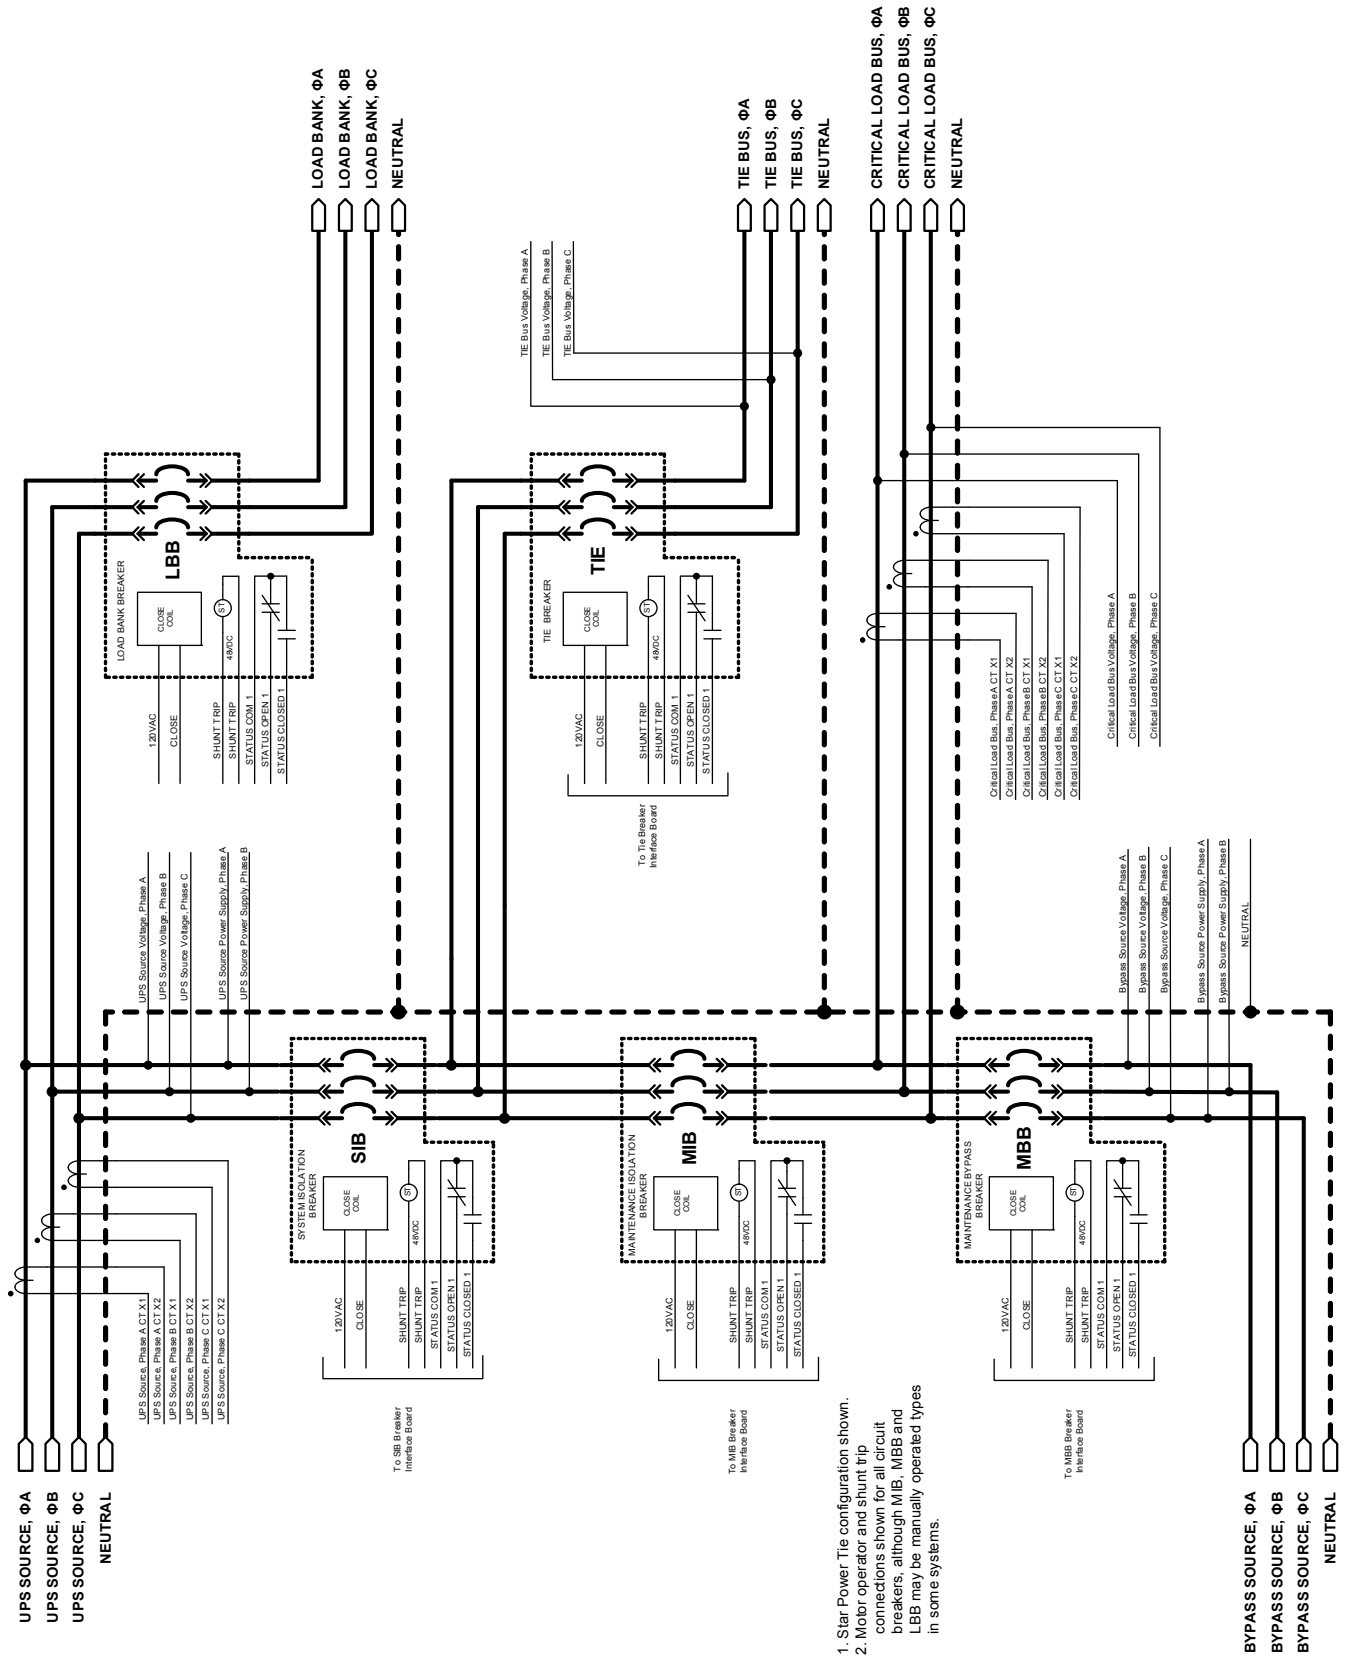 UPS SOURCE, ΦA
UPS SOURCE, ΦB
UPS SOURCE, ΦC
NEUTRAL
UPS Source, Phase A CT X1
UPS Source, Phase A CT X2
UPS Source, Phase B CT X1
UPS Source, Phase B CT X2
UPS Source, Phase C CT X1
UPS Source, Phase C CT X2
UPS Source Voltage, Phase A
UPS Source Voltage, Phase B
UPS Source Voltage, Phase C
UPS Source Power Supply, Phase A
UPS Source Power Supply, Phase B
LOAD BANK BREAKER
LBB
CLOSE
COIL
ST
48VDC
120VAC
CLOSE
SHUNT TRIP
SHUNT TRIP
STATUS COM 1
STATUS OPEN 1
STATUS CLOSED 1
LOAD BANK, ΦA
LOAD BANK, ΦB
LOAD BANK, ΦC
NEUTRAL
SYSTEM ISOLATION
BREAKER
SIB
CLOSE
COIL
ST
48VDC
120VAC
CLOSE
SHUNT TRIP
SHUNT TRIP
STATUS COM 1
STATUS OPEN 1
STATUS CLOSED 1
To SIB Breaker
Interface Board
TIE BREAKER
TIE
CLOSE
COIL
ST
48VDC
120VAC
CLOSE
SHUNT TRIP
SHUNT TRIP
STATUS COM 1
STATUS OPEN 1
STATUS CLOSED 1
To Tie Breaker
Interface Board
TIE Bus Voltage, Phase A
TIE Bus Voltage, Phase B
TIE Bus Voltage, Phase C
TIE BUS, ΦA
TIE BUS, ΦB
TIE BUS, ΦC
NEUTRAL
MAINTENANCE ISOLATION
BREAKER
MIB
CLOSE
COIL
ST
48VDC
120VAC
CLOSE
SHUNT TRIP
SHUNT TRIP
STATUS COM 1
STATUS OPEN 1
STATUS CLOSED 1
To MIB Breaker
Interface Board
CRITICAL LOAD BUS, ΦA
CRITICAL LOAD BUS, ΦB
CRITICAL LOAD BUS, ΦC
NEUTRAL
Critical Load Bus, Phase A CT X1
Critical Load Bus, Phase A CT X2
Critical Load Bus, Phase B CT X1
Critical Load Bus, Phase B CT X2
Critical Load Bus, Phase C CT X1
Critical Load Bus, Phase C CT X2
Critical Load Bus Voltage, Phase A
Critical Load Bus Voltage, Phase B
Critical Load Bus Voltage, Phase C
MAINTENANCE BYPASS
BREAKER
MBB
CLOSE
COIL
ST
48VDC
120VAC
CLOSE
SHUNT TRIP
SHUNT TRIP
STATUS COM 1
STATUS OPEN 1
STATUS CLOSED 1
To MBB Breaker
Interface Board
Bypass Source Voltage, Phase A
Bypass Source Voltage, Phase B
Bypass Source Voltage, Phase C
Bypass Source Power Supply, Phase A
Bypass Source Power Supply, Phase B
NEUTRAL
1. Star Power Tie configuration shown.
2. Motor operator and shunt trip
connections shown for all circuit
breakers, although MIB, MBB and
LBB may be manually operated types
in some systems.
BYPASS SOURCE, ΦA
BYPASS SOURCE, ΦB
BYPASS SOURCE, ΦC
NEUTRAL